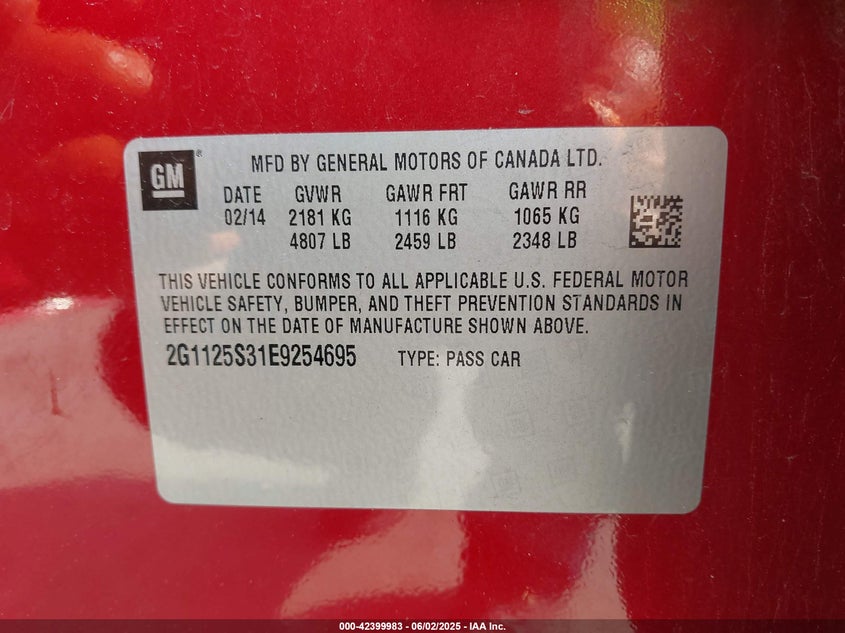 GM®
MFD BY GENERAL MOTORS OF CANADA LTD.
DATE GVWR GAWR FRT GAWR RR
02/14 2181 KG 1116 KG 1065 KG
4807 LB 2459 LB 2348 LB
THIS VEHICLE CONFORMS TO ALL APPLICABLE U.S. FEDERAL MOTOR
VEHICLE SAFETY, BUMPER, AND THEFT PREVENTION STANDARDS IN
EFFECT ON THE DATE OF MANUFACTURE SHOWN ABOVE.
2G1125S31E9254695 TYPE: PASS CAR
000-42399983 - 06/02/2025 - IAA Inc.